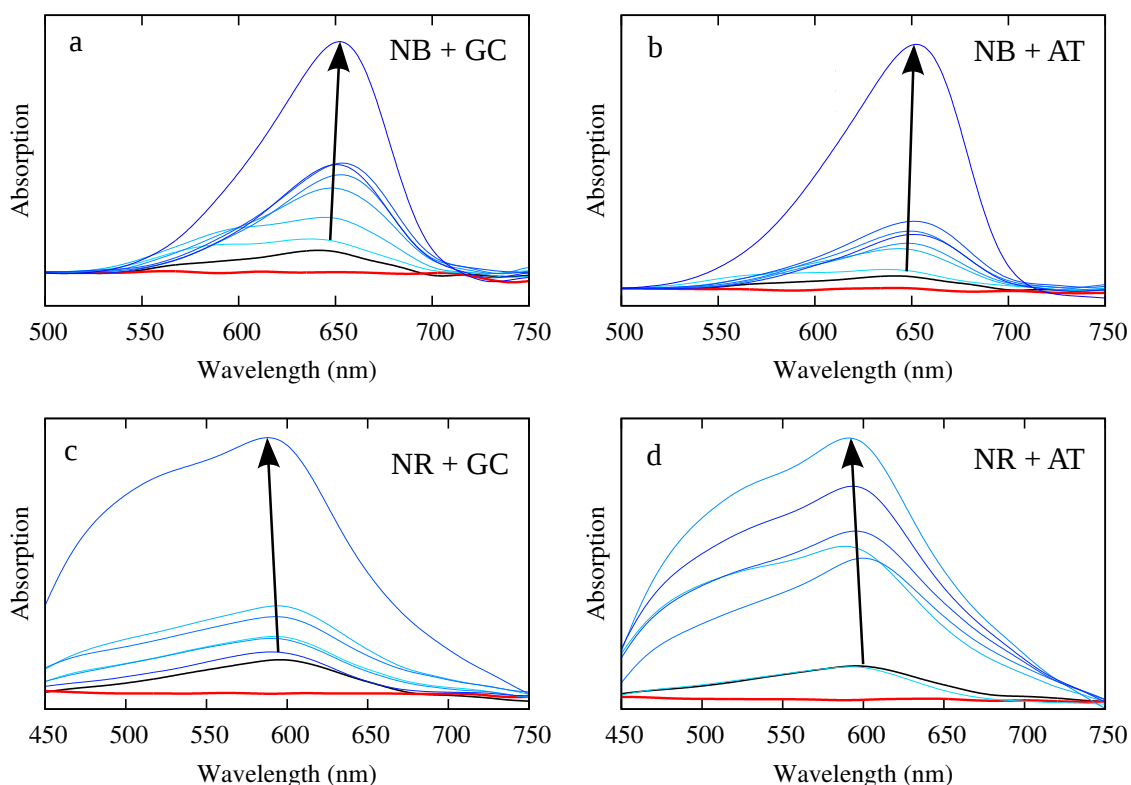 a
NB + GC
Absorption
500 550 600 650 700 750
Wavelength (nm)
b
NB + AT
Absorption
500 550 600 650 700 750
Wavelength (nm)
c
NR + GC
Absorption
450 500 550 600 650 700 750
Wavelength (nm)
d
NR + AT
Absorption
450 500 550 600 650 700 750
Wavelength (nm)